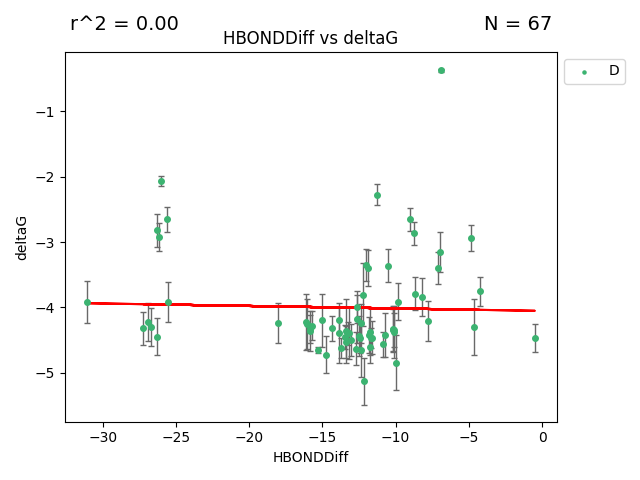 r^2 = 0.00
N = 67
HBONDDiff vs deltaG
D
deltaG
−1
−2
−3
−4
−5
−30
−25
−20
−15
−10
−5
0
HBONDDiff